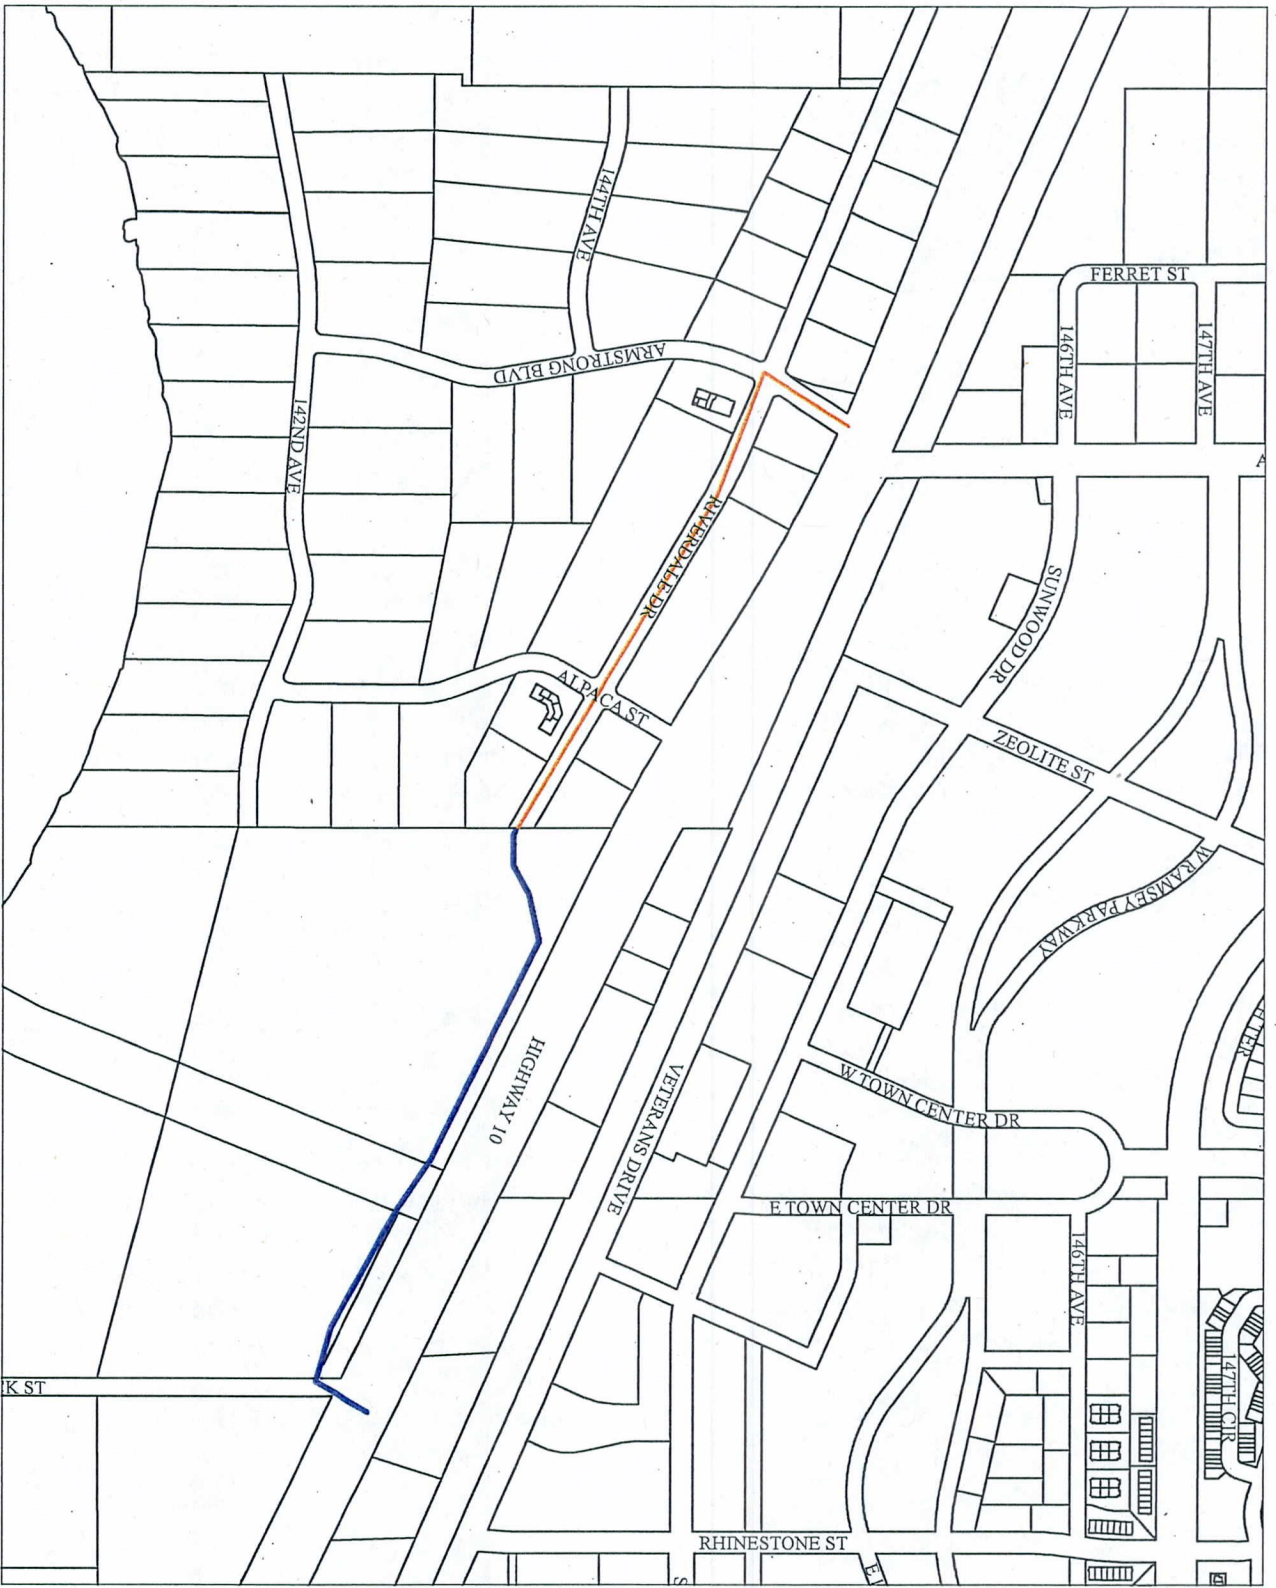 FERRET ST
144TH AVE
146TH AVE
147TH AVE
ARMSTRONG BLVD
142ND AVE
A
RIVERDALE DR
SUNWOOD DR
ALPACA ST
ZEOLITE ST
W RAMSEY PARKWAY
H TER
HIGHWAY 10
VETERANS DRIVE
W TOWN CENTER DR
E TOWN CENTER DR
146TH AVE
147TH CIR
K ST
RHINESTONE ST
E
S